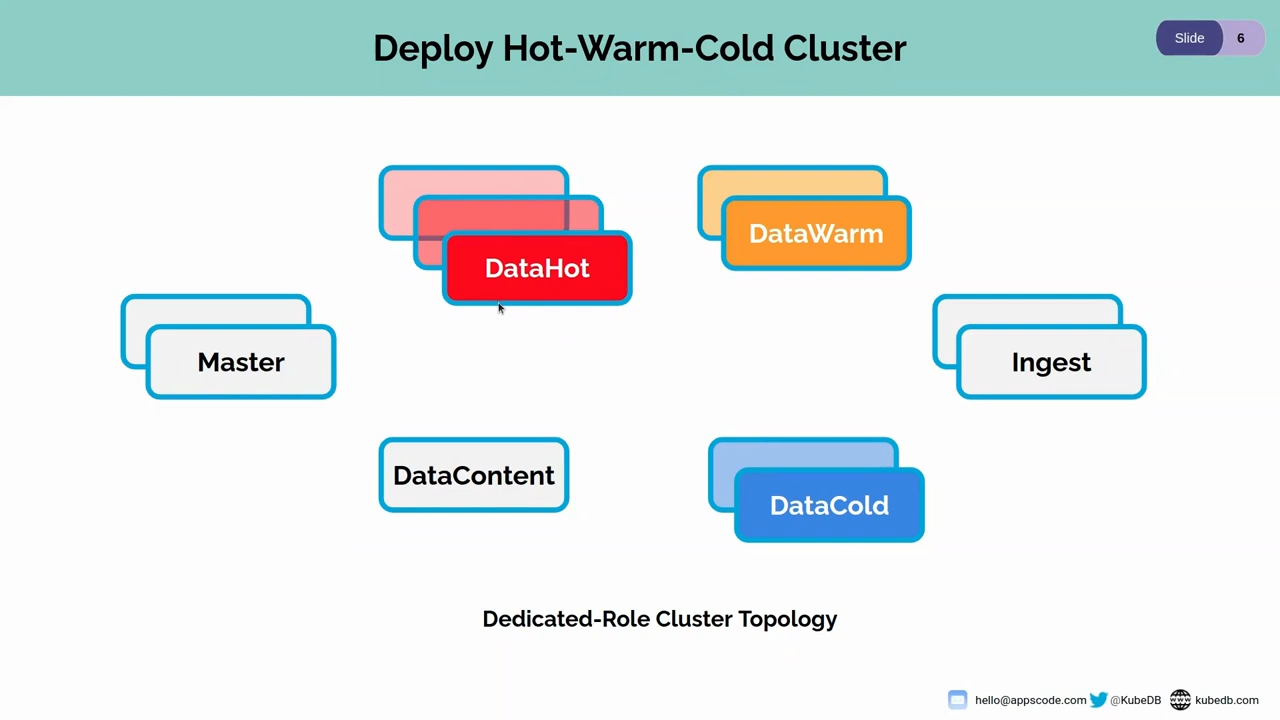 Deploy Hot-Warm-Cold Cluster
Slide 6
DataHot
DataWarm
Master
Ingest
DataContent
DataCold
Dedicated-Role Cluster Topology
hello@appscode.com @KubeDB kubedb.com